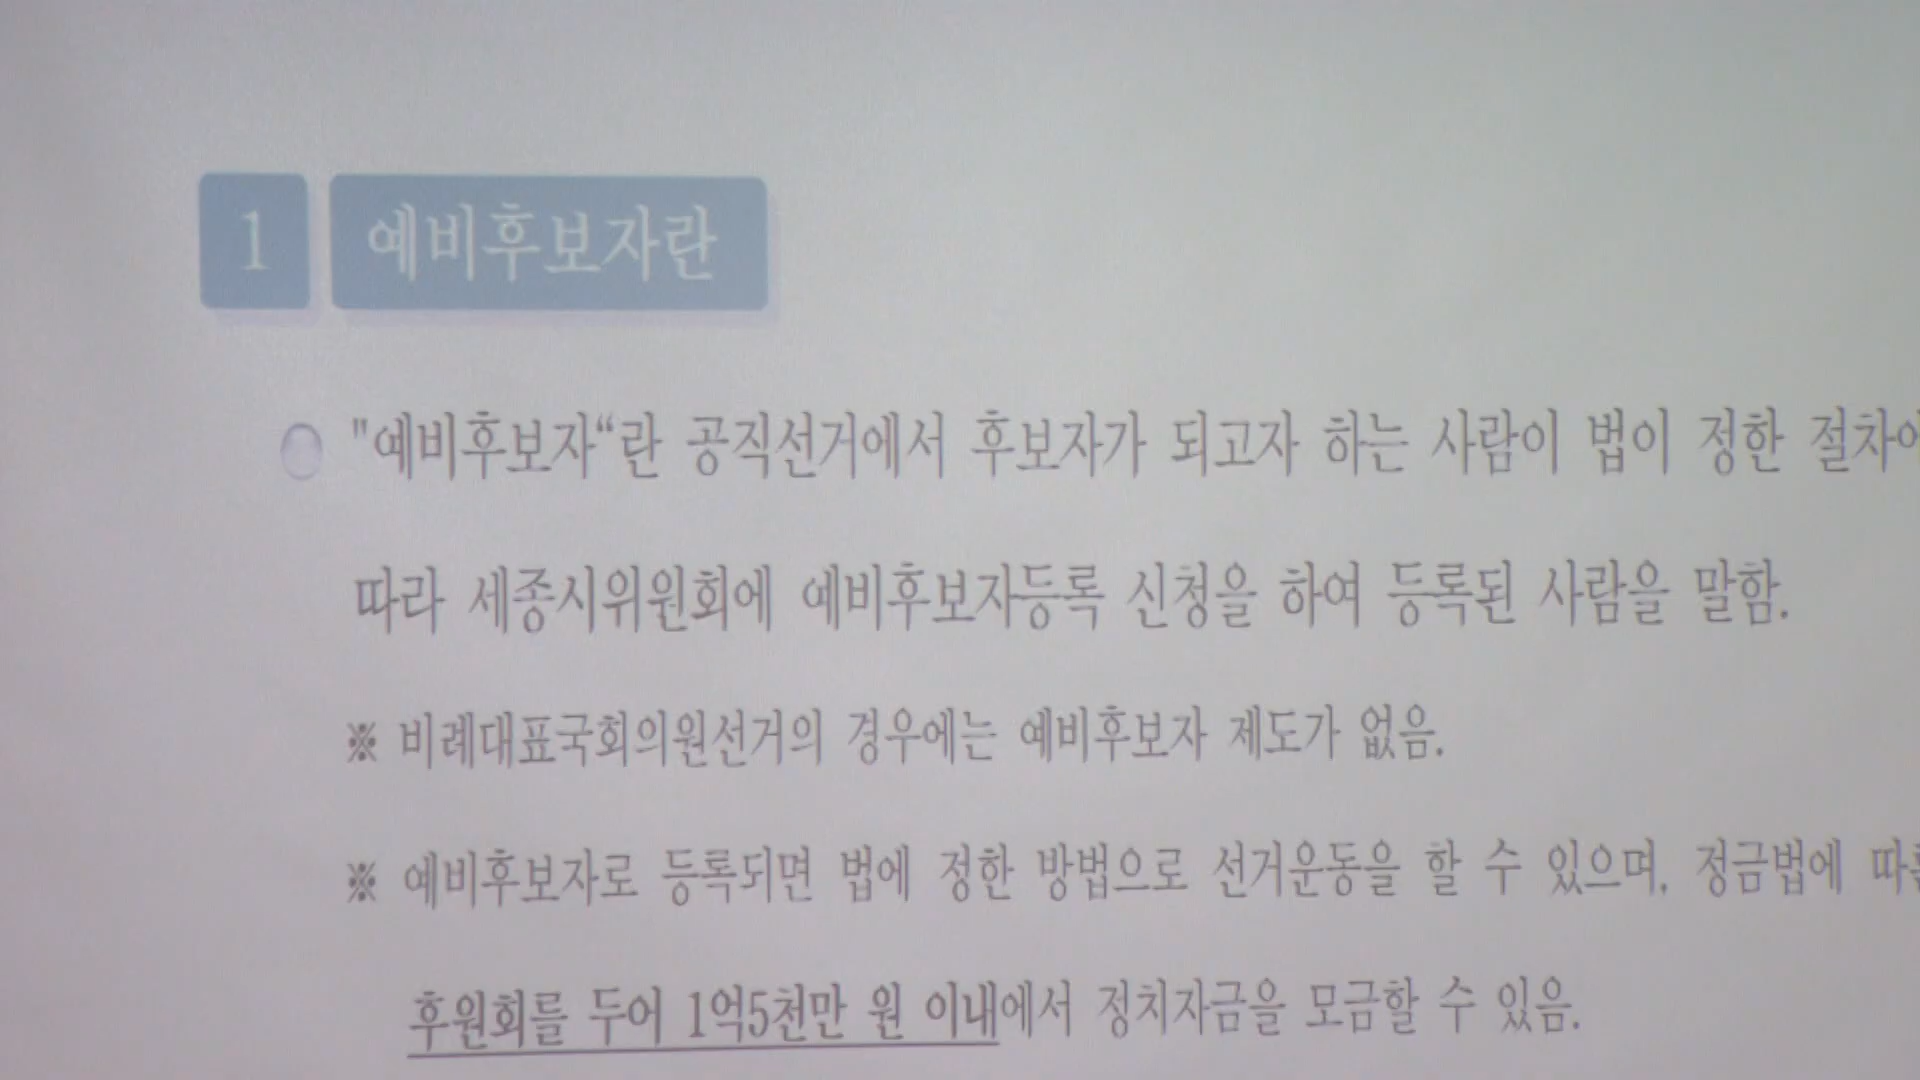 1 예비후보자란
"예비후보자“란 공직선거에서 후보자가 되고자 하는 사람이 법이 정한 절차에
따라 세종시위원회에 예비후보자등록 신청을 하여 등록된 사람을 말함.
※ 비례대표국회의원선거의 경우에는 예비후보자 제도가 없음.
※ 예비후보자로 등록되면 법에 정한 방법으로 선거운동을 할 수 있으며, 정금법에
후원회를 두어 1억5천만 원 이내에서 정치자금을 모금할 수 있음.